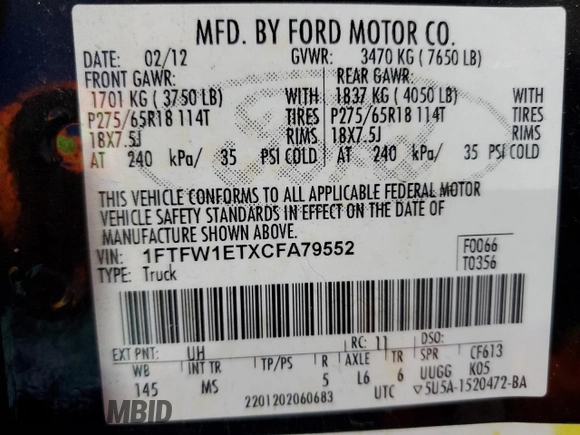 MFD. BY FORD MOTOR CO.
DATE: 02/12 GVWR: 3470 KG ( 7650 LB)
FRONT GAWR: REAR GAWR:
1701 KG ( 3750 LB) WITH 1837 KG ( 4050 LB) WITH
P275/65R18 114T TIRES P275/65R18 114T TIRES
18X7.5J RIMS 18X7.5J RIMS
AT 240 kPa/ 35 PSI COLD AT 240 kPa/ 35 PSI COLD
THIS VEHICLE CONFORMS TO ALL APPLICABLE FEDERAL MOTOR
VEHICLE SAFETY STANDARDS IN EFFECT ON THE DATE OF
MANUFACTURE SHOWN ABOVE.
VIN: 1FTFW1ETXCFA79552 F0066
TYPE: Truck T0356
EXT PNT: UH RC: 11 DSO:
WB INT TR TP/PS R AXLE TR SPR CF613
145 MS 5 L6 6 UUGG K05
2201202060683 UTC ▽5U5A-1520472-BA
MBID